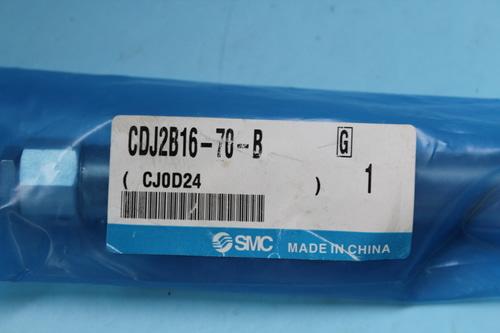 CDJ2B16-70-B G
( CJ0D24 ) 1
SMC MADE IN CHINA